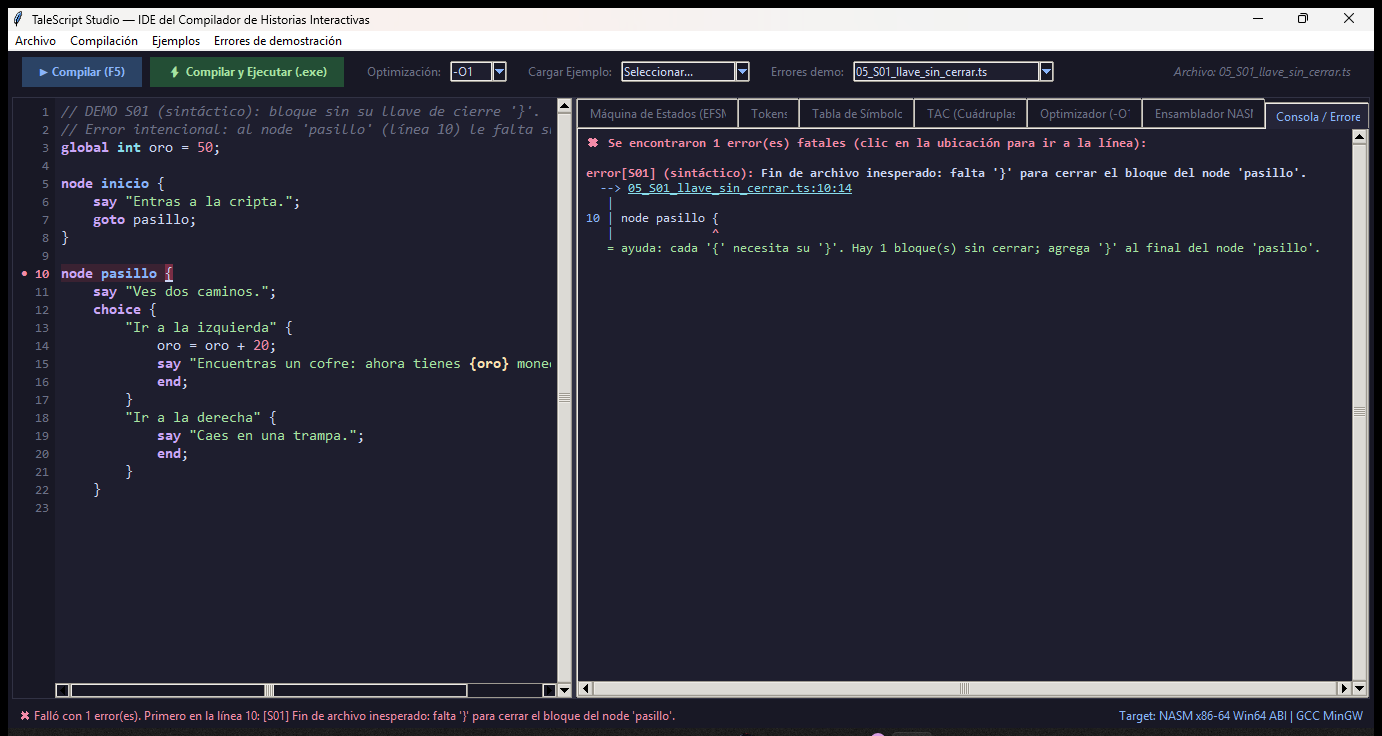 TaleScript Studio — IDE del Compilador de Historias Interactivas
Archivo Compilación Ejemplos Errores de demostración
▶ Compilar (F5) Compilar y Ejecutar (.exe) Optimización: -O1 Cargar Ejemplo: Seleccionar... Errores demo: 05_S01_llave_sin_cerrar.ts Archivo: 05_S01_llave_sin_cerrar.ts
Máquina de Estados (EFSM Tokens Tabla de Símbolo TAC (Cuádruplas Optimizador (-O Ensamblador NASM Consola / Errore
1 // DEMO S01 (sintáctico): bloque sin su llave de cierre '}'.
2 // Error intencional: al node 'pasillo' (línea 10) le falta su
3 global int oro = 50;
4
5 node inicio {
6 say "Entras a la cripta.";
7 goto pasillo;
8 }
9
10 node pasillo {
11 say "Ves dos caminos.";
12 choice {
13 "Ir a la izquierda" {
14 oro = oro + 20;
15 say "Encuentras un cofre: ahora tienes {oro} mone
16 end;
17 }
18 "Ir a la derecha" {
19 say "Caes en una trampa.";
20 end;
21 }
22 }
23
✖ Se encontraron 1 error(es) fatales (clic en la ubicación para ir a la línea):
error[S01] (sintáctico): Fin de archivo inesperado: falta '}' para cerrar el bloque del node 'pasillo'.
--> 05_S01_llave_sin_cerrar.ts:10:14
|
10 | node pasillo {
| ^
= ayuda: cada '{' necesita su '}'. Hay 1 bloque(s) sin cerrar; agrega '}' al final del node 'pasillo'.
✖ Falló con 1 error(es). Primero en la línea 10: [S01] Fin de archivo inesperado: falta '}' para cerrar el bloque del node 'pasillo'.
Target: NASM x86-64 Win64 ABI | GCC MinGW